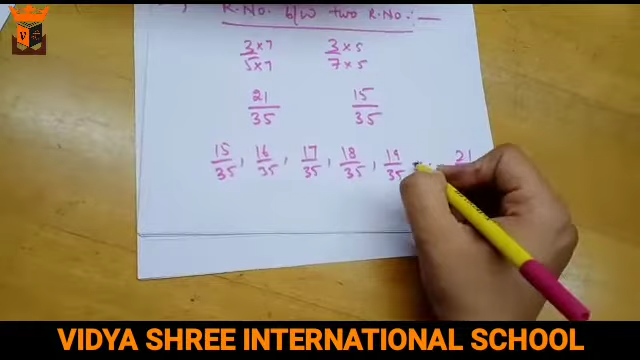 R.No. b/w two R.No. :—
3×7 3×5
5×7 7×5
21 15
35 35
15/35, 16/35, 17/35, 18/35, 19/35 .. 21
VIDYA SHREE INTERNATIONAL SCHOOL